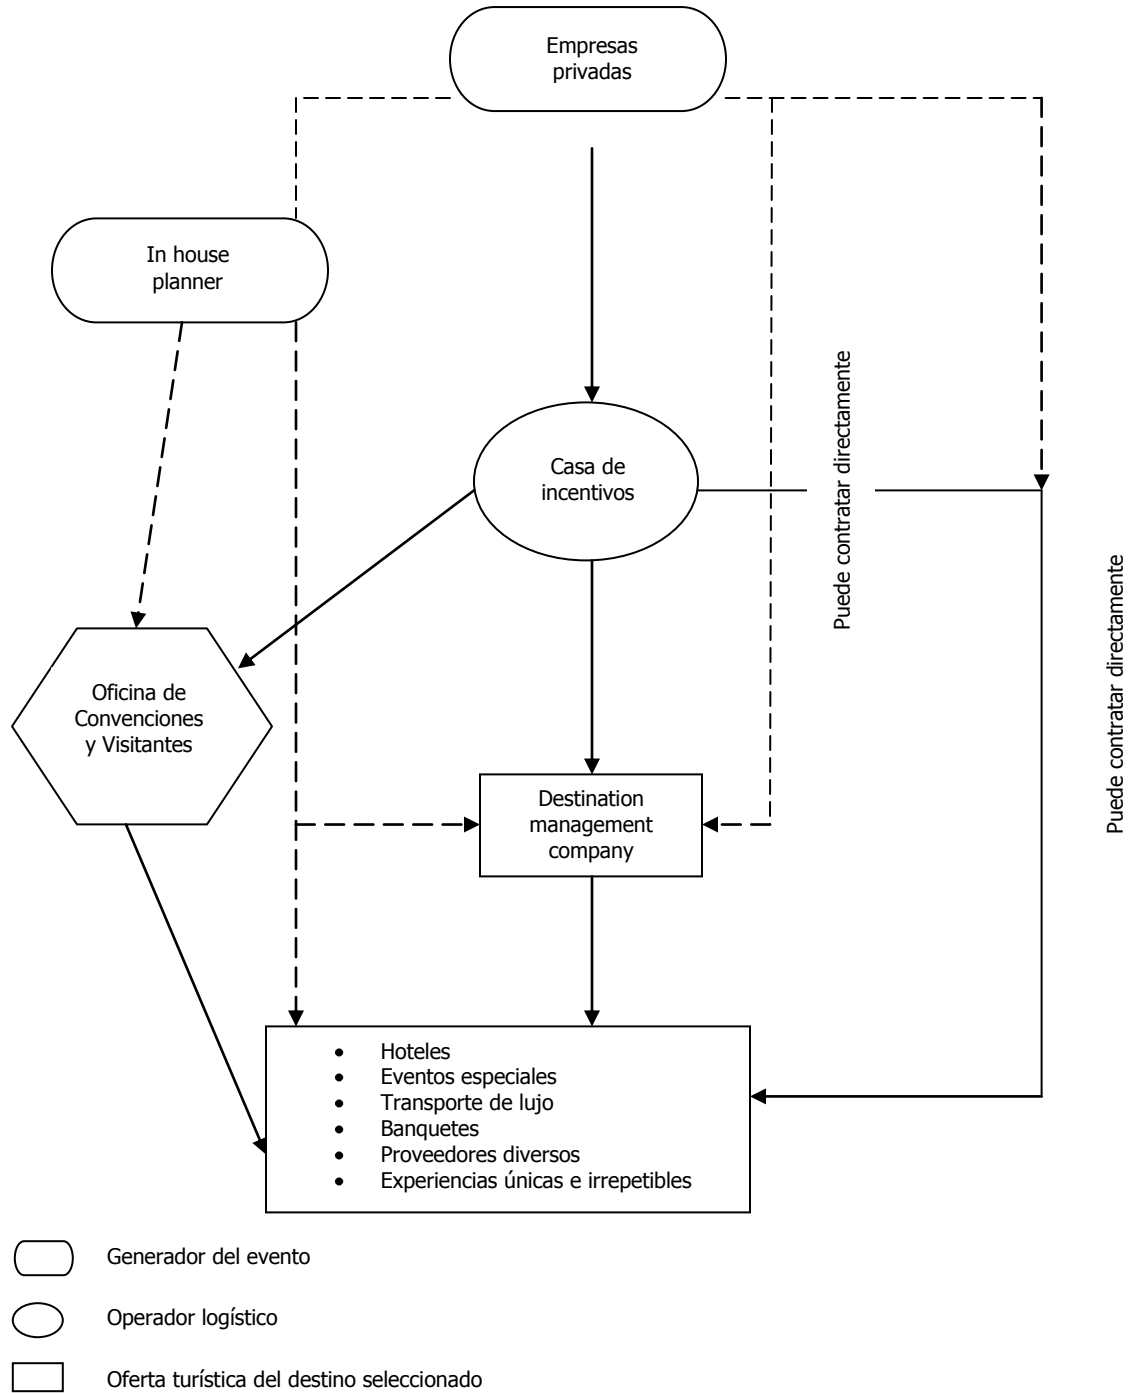 Empresas
privadas
In house
planner
Casa de
incentivos
Puede contratar directamente
Puede contratar directamente
Oficina de
Convenciones
y Visitantes
Destination
management
company
• Hoteles
• Eventos especiales
• Transporte de lujo
• Banquetes
• Proveedores diversos
• Experiencias únicas e irrepetibles
Generador del evento
Operador logístico
Oferta turística del destino seleccionado